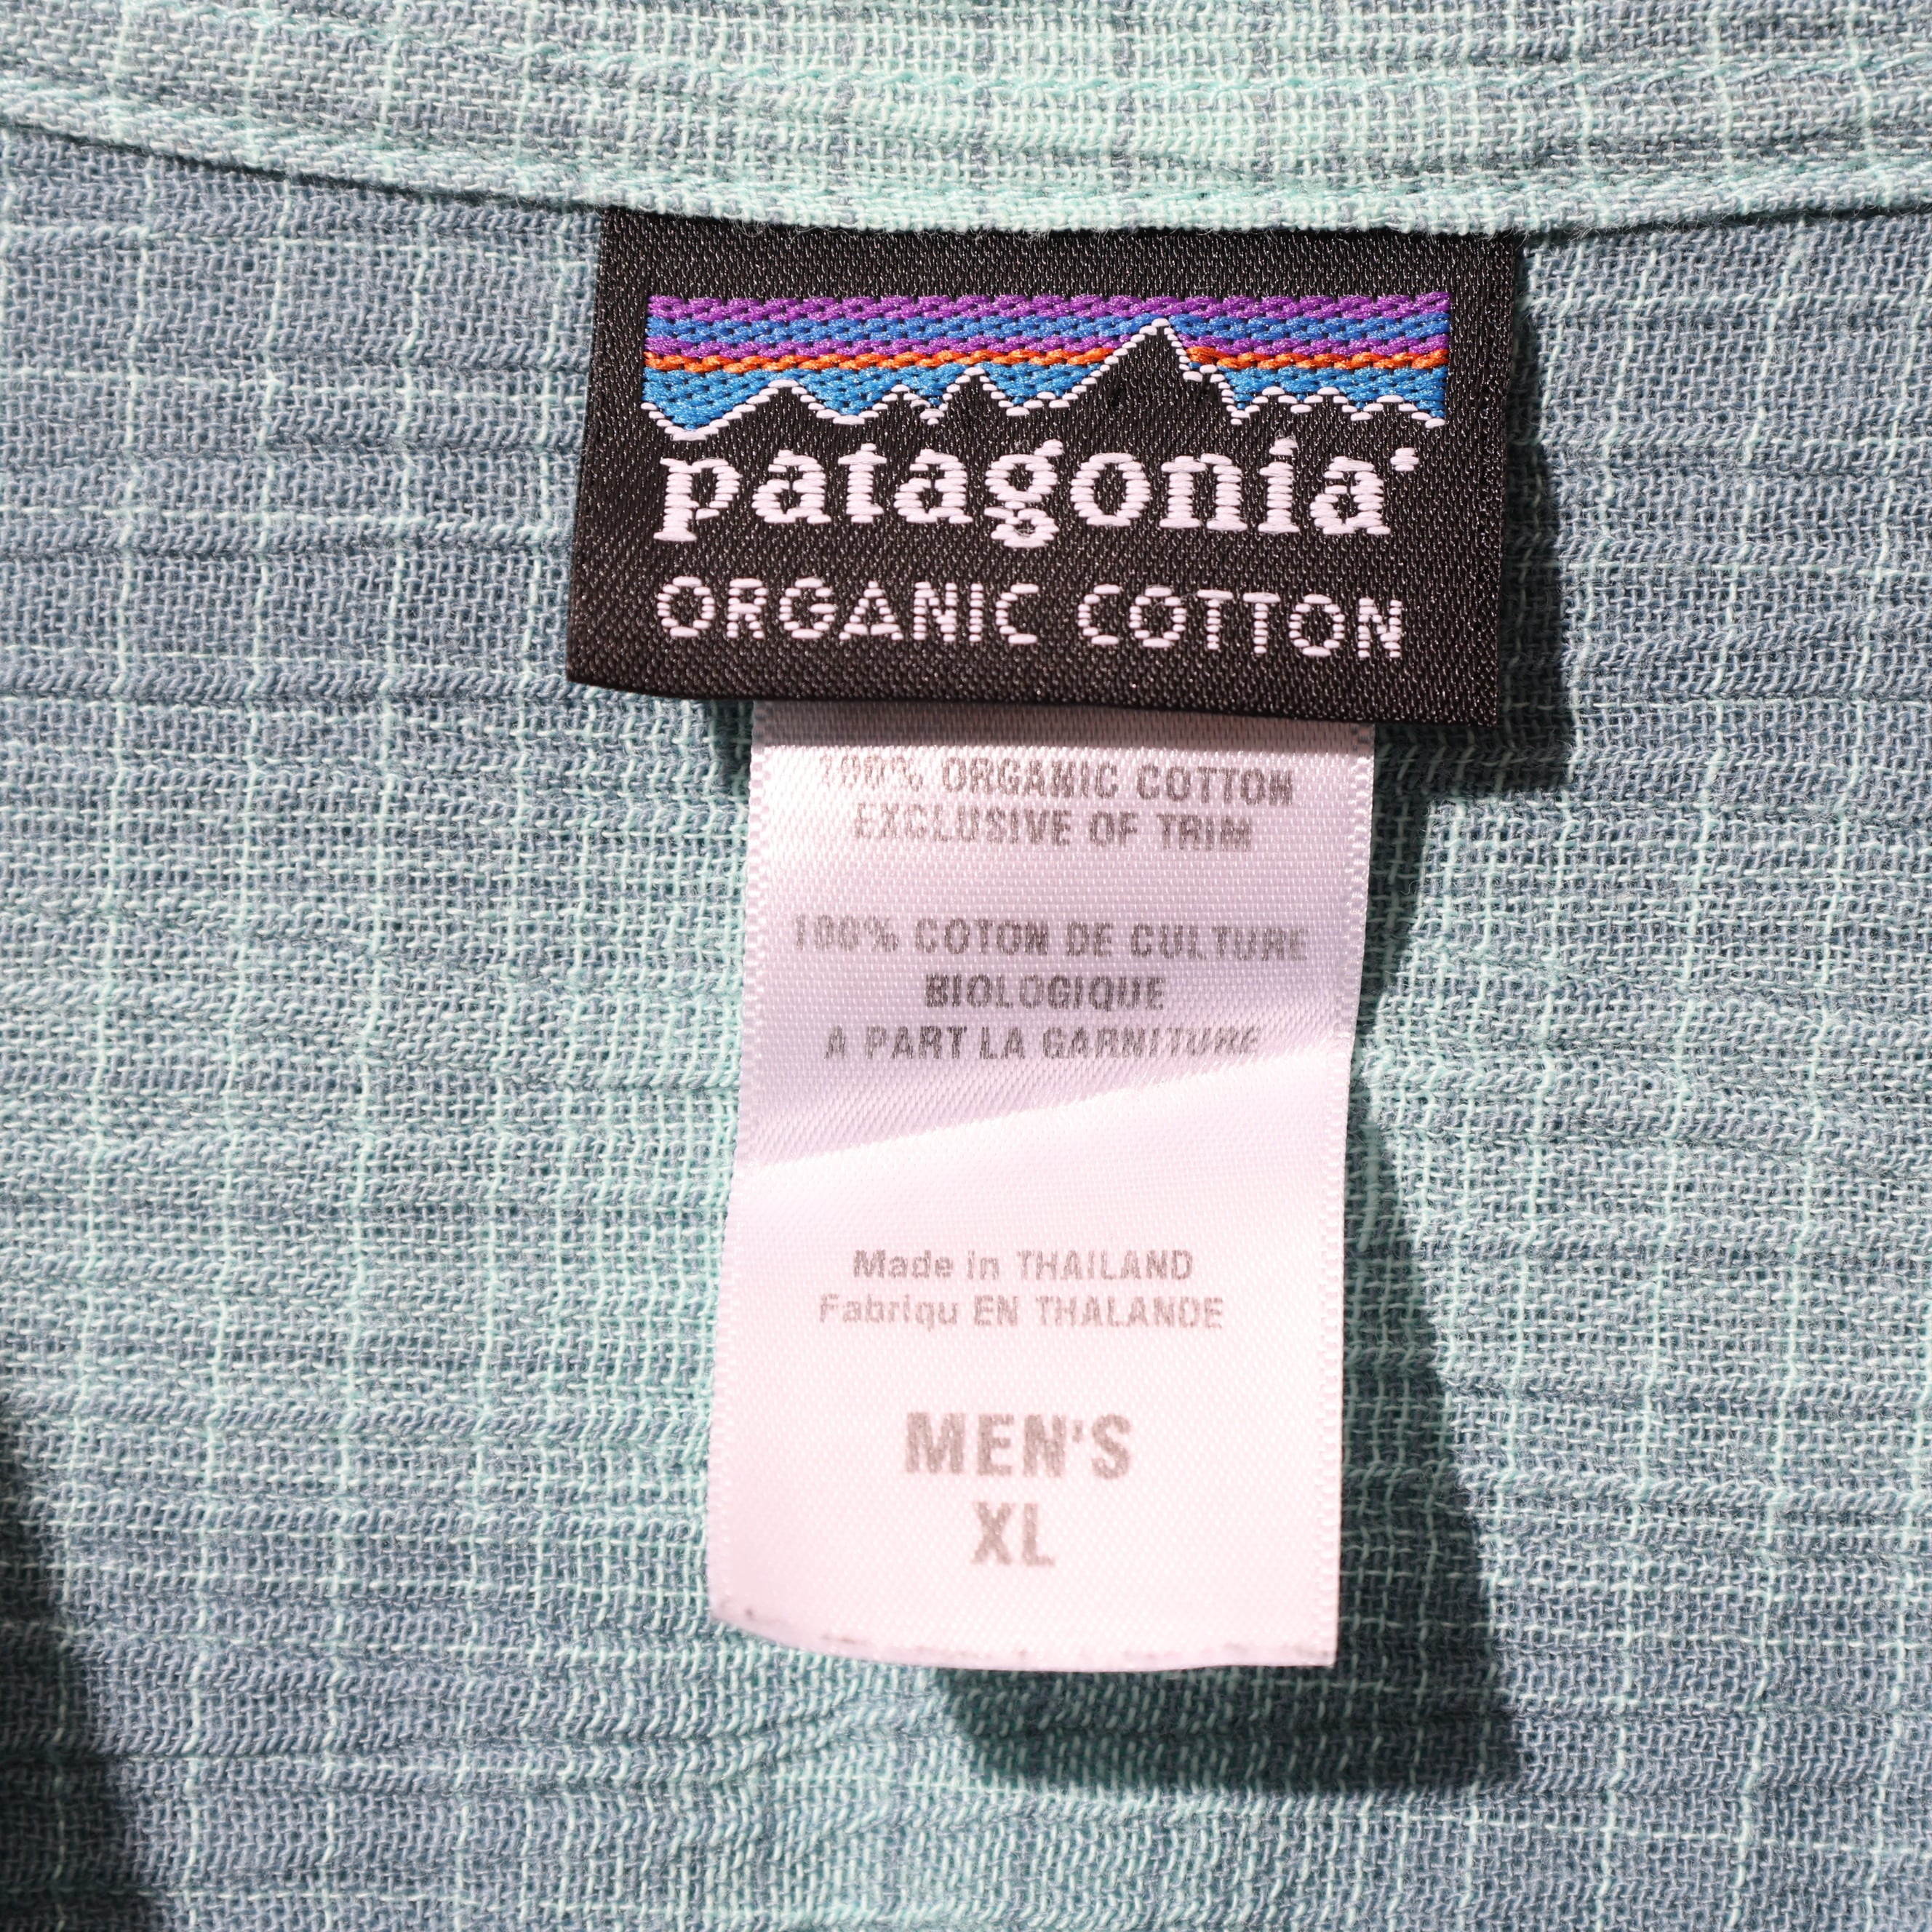 patagonia
ORGANIC COTTON
100% ORGANIC COTTON
EXCLUSIVE OF TRIM
100% COTON DE CULTURE
BIOLOGIQUE
A PART LA GARNITURE
Made in THAILAND
Fabriqu EN THALANDE
MEN'S
XL